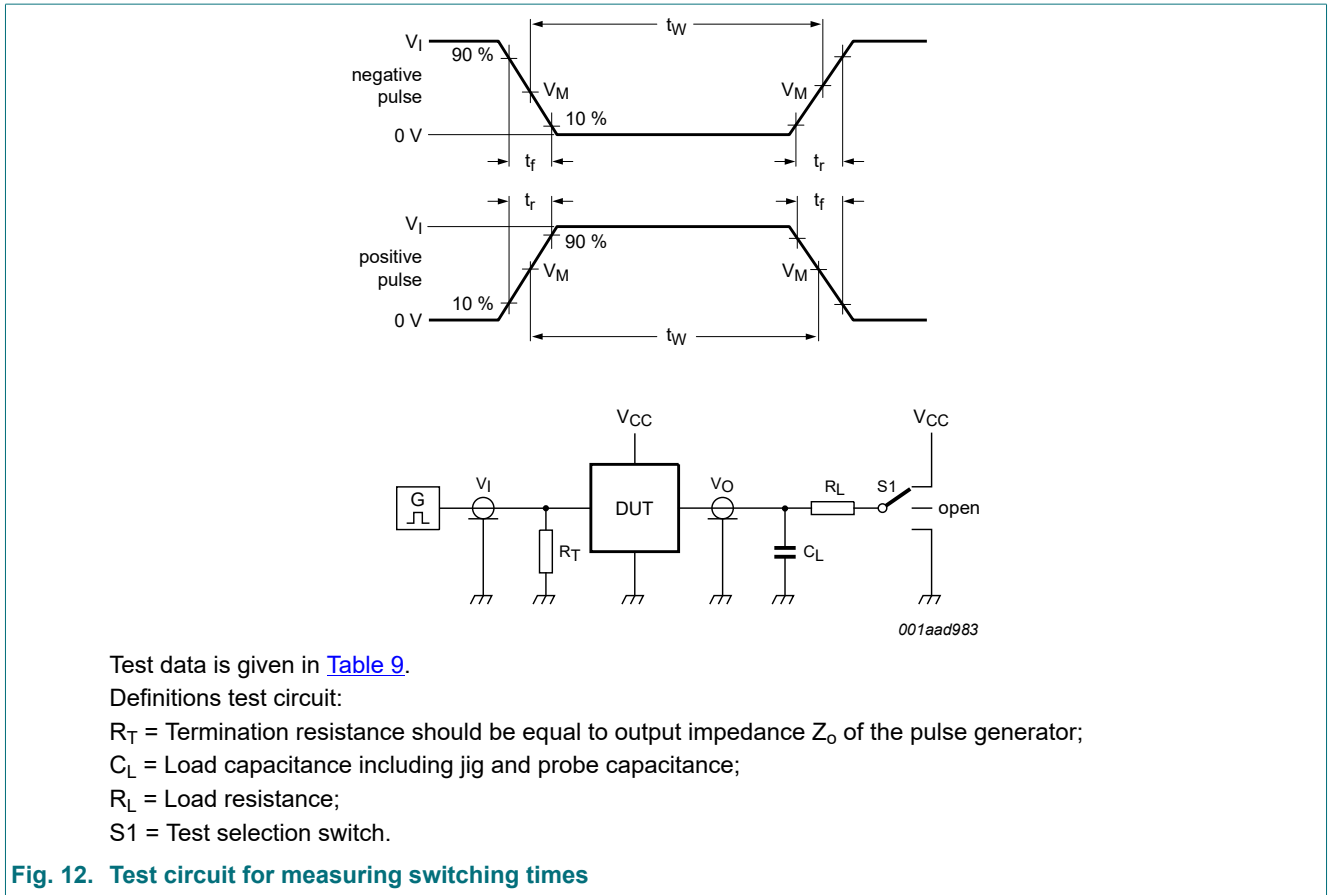 tW
VI
90 %
negative
pulse
VM
VM
10 %
0 V
tf
tr
tr
tf
VI
90 %
positive
pulse
VM
VM
10 %
0 V
tW
VCC
VCC
G
VI
DUT
VO
RL
S1
open
RT
CL
001aad983
Test data is given in Table 9.
Definitions test circuit:
RT = Termination resistance should be equal to output impedance Zo of the pulse generator;
CL = Load capacitance including jig and probe capacitance;
RL = Load resistance;
S1 = Test selection switch.
Fig. 12. Test circuit for measuring switching times